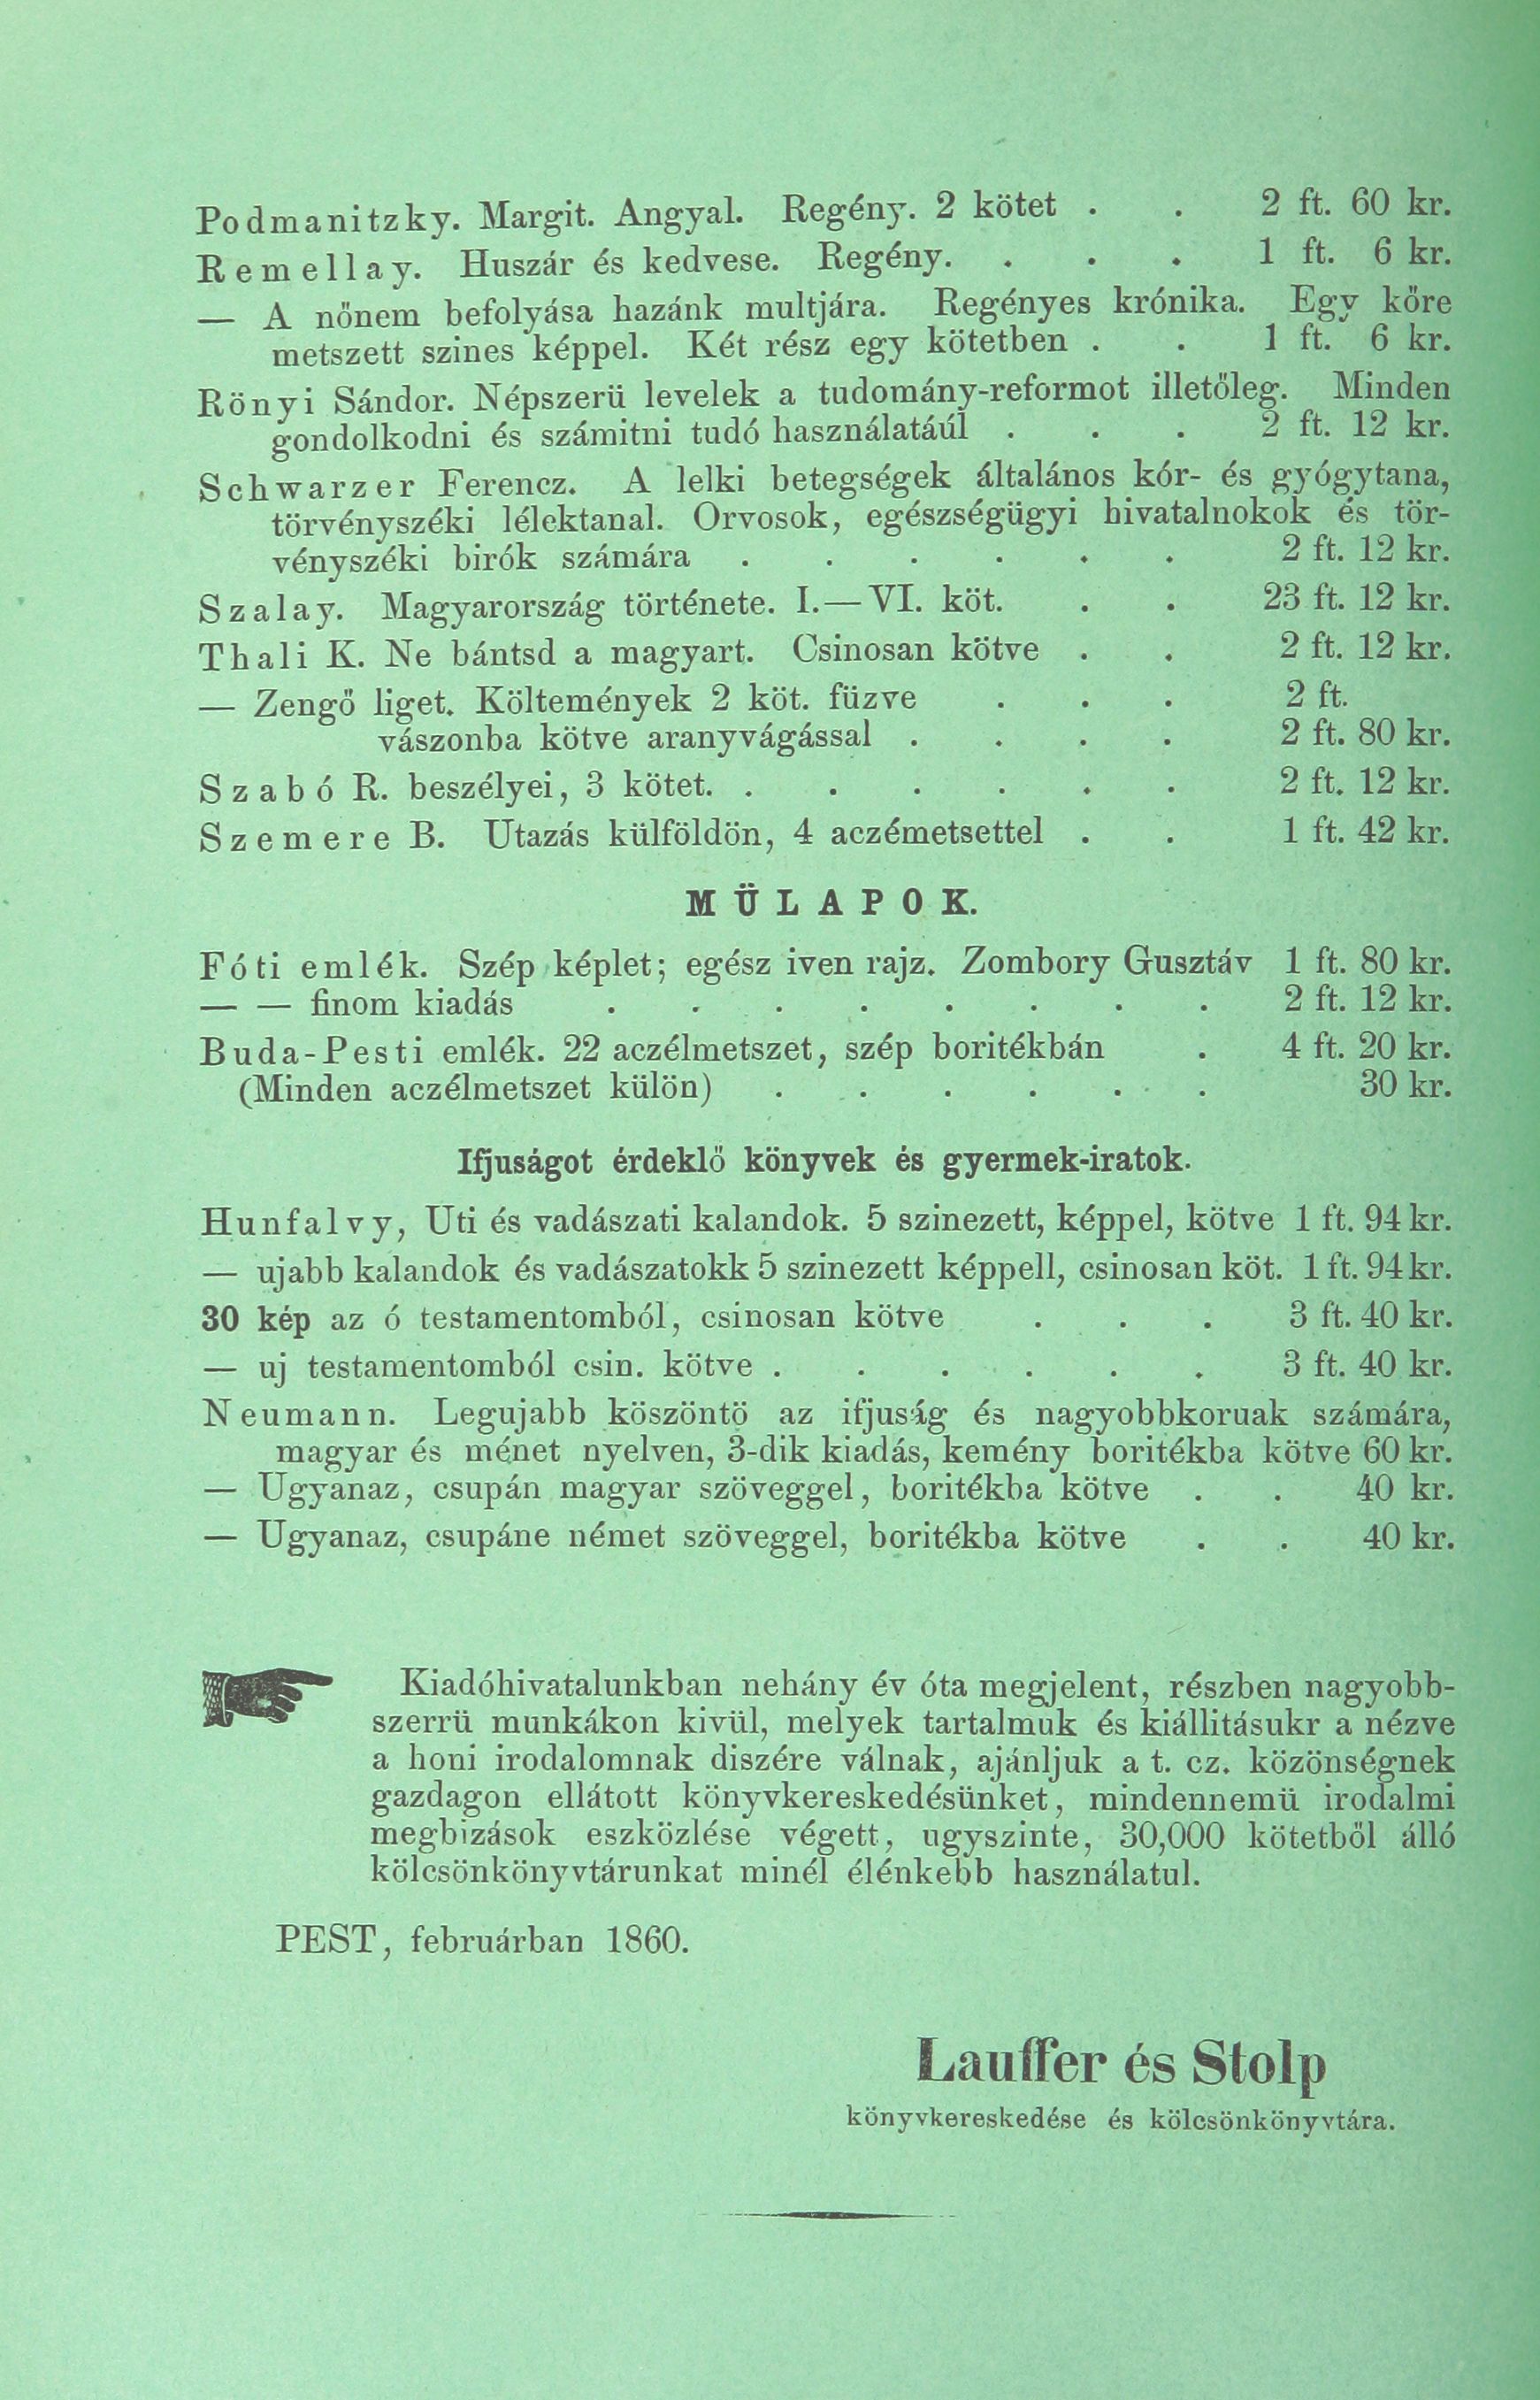 Podmanitzky. Margit. Angyal. Regény. 2 kötet . . 2 ft. 60 kr.
Remellay. Huszár és kedvese. Regény. . . . 1 ft. 6 kr.
— A nőnem befolyása hazánk multjára. Regényes krónika. Egy kőre
metszett szines képpel. Két rész egy kötetben . . 1 ft. 6 kr.
Rönyi Sándor. Népszerü levelek a tudomány-reformot illetőleg. Minden
gondolkodni és számitni tudó használatáúl . . . 2 ft. 12 kr.
Schwarzer Ferencz. A lelki betegségek általános kór- és gyógytana,
törvényszéki lélektanal. Orvosok, egészségügyi hivatalnokok és tör-
vényszéki birók számára . . . . . . 2 ft. 12 kr.
Szalay. Magyarország története. I.—VI. köt. . . 23 ft. 12 kr.
Thali K. Ne bántsd a magyart. Csinosan kötve . . 2 ft. 12 kr.
— Zengő liget. Költemények 2 köt. füzve . . . 2 ft.
vászonba kötve aranyvágással . . . . 2 ft. 80 kr.
Szabó R. beszélyei, 3 kötet. . . . . . . 2 ft. 12 kr.
Szemere B. Utazás külföldön, 4 aczémetsettel . . 1 ft. 42 kr.
MÜLAPOK.
Fóti emlék. Szép képlet; egész iven rajz. Zombory Gusztáv 1 ft. 80 kr.
— — finom kiadás . . . . . . . . 2 ft. 12 kr.
Buda-Pesti emlék. 22 aczélmetszet, szép boritékbán . 4 ft. 20 kr.
(Minden aczélmetszet külön) . . . . . . 30 kr.
Ifjuságot érdeklő könyvek és gyermek-iratok.
Hunfalvy, Uti és vadászati kalandok. 5 szinezett, képpel, kötve 1 ft. 94 kr.
— ujabb kalandok és vadászatokk 5 szinezett képpell, csinosan köt. 1 ft. 94 kr.
30 kép az ó testamentomból, csinosan kötve . . . 3 ft. 40 kr.
— uj testamentomból csin. kötve . . . . . . 3 ft. 40 kr.
Neumann. Legujabb köszöntö az ifjuság és nagyobbkoruak számára,
magyar és ménet nyelven, 3-dik kiadás, kemény boritékba kötve 60 kr.
— Ugyanaz, csupán magyar szöveggel, boritékba kötve . . 40 kr.
— Ugyanaz, csupáne német szöveggel, boritékba kötve . . 40 kr.
Kiadóhivatalunkban nehány év óta megjelent, részben nagyobb-
szerrü munkákon kivül, melyek tartalmuk és kiállitásukr a nézve
a honi irodalomnak diszére válnak, ajánljuk a t. cz. közönségnek
gazdagon ellátott könyvkereskedésünket, mindennemü irodalmi
megbizások eszközlése végett, ugyszinte, 30,000 kötetből álló
kölcsönkönyvtárunkat minél élénkebb használatul.
PEST, februárban 1860.
Lauffer és Stolp
könyvkereskedése és kölcsönkönyvtára.